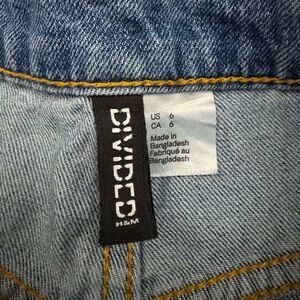 DIVIDED
H&M
US 6
CA 6
Made in
Bangladesh
Fabriqué au
Bangladesh